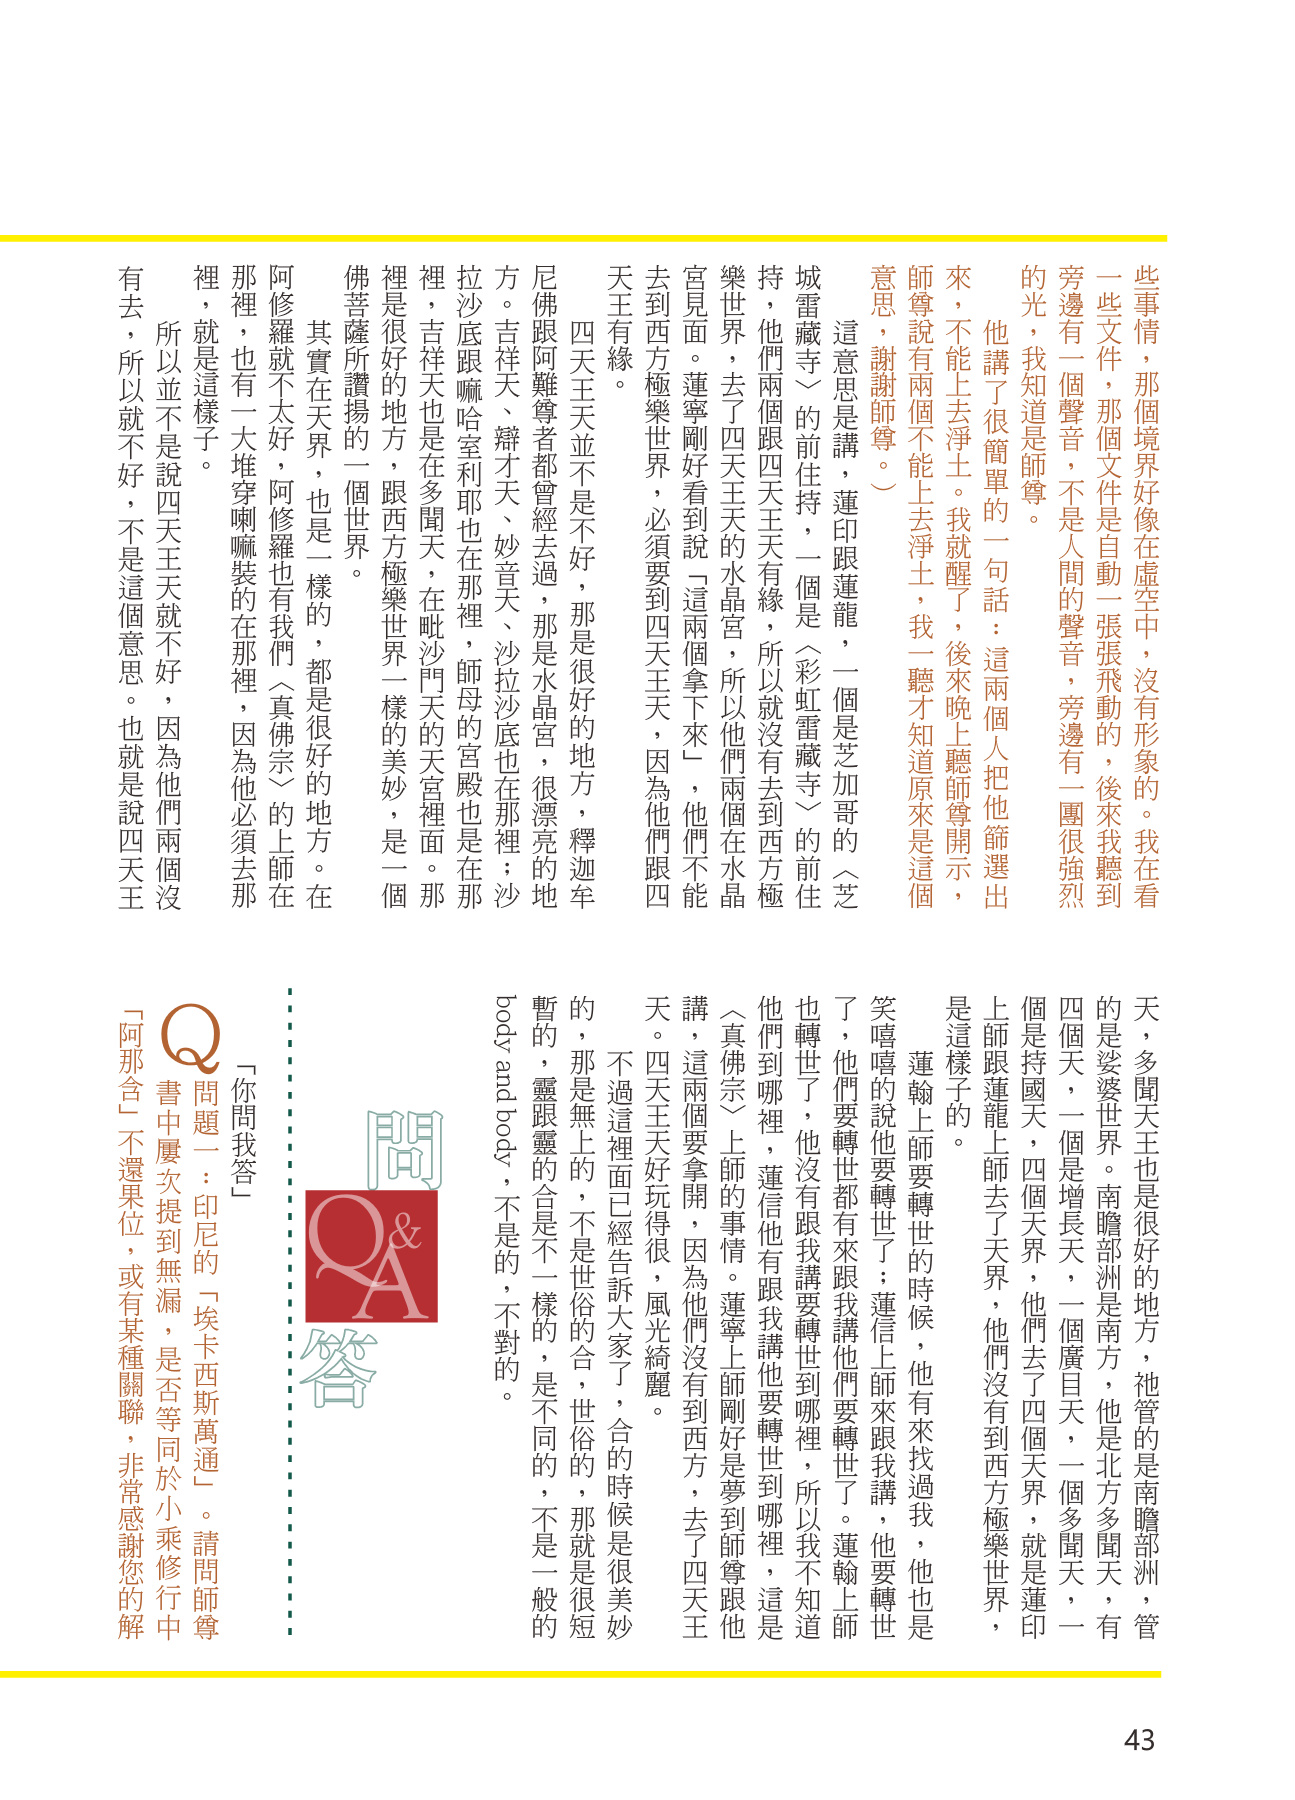 些事情，那個境界好像在虛空中，沒有形象的。我在看
一些文件，那個文件是自動一張張飛動的，後來我聽到
旁邊有一個聲音，不是人間的聲音，旁邊有一團很強烈
的光，我知道是師尊。
他講了很簡單的一句話：這兩個人把他篩選出
來，不能上去淨土。我就醒了，後來晚上聽師尊開示，
師尊說有兩個不能上去淨土，我一聽才知道原來是這個
意思，謝謝師尊。）
這意思是講，蓮印跟蓮龍，一個是芝加哥的〈芝
城雷藏寺〉的前住持，一個是〈彩虹雷藏寺〉的前住
持，他們兩個跟四天王天有緣，所以就沒有去到西方極
樂世界，去了四天王天的水晶宮，所以他們兩個在水晶
宮見面。蓮寧剛好看到說「這兩個拿下來」，他們不能
去到西方極樂世界，必須要到四天王天，因為他們跟四
天王有緣。
四天王天並不是不好，那是很好的地方，釋迦牟
尼佛跟阿難尊者都曾經去過，那是水晶宮，很漂亮的地
方。吉祥天、辯才天、妙音天、沙拉沙底也在那裡；沙
拉沙底跟嘛哈室利耶也在那裡，師母的宮殿也是在那
裡，吉祥天也是在多聞天，在毗沙門天的天宮裡面。那
裡是很好的地方，跟西方極樂世界一樣的美妙，是一個
佛菩薩所讚揚的一個世界。
其實在天界，也是一樣的，都是很好的地方。在
阿修羅就不太好，阿修羅也有我們〈真佛宗〉的上師在
那裡，也有一大堆穿喇嘛裝的在那裡，因為他必須去那
裡，就是這樣子。
所以並不是說四天王天就不好，因為他們兩個沒
有去，所以就不好，不是這個意思。也就是說四天王
天，多聞天王也是很好的地方，祂管的是南贍部洲，管
的是娑婆世界。南贍部洲是南方，他是北方多聞天，有
四個天，一個是增長天，一個廣目天，一個多聞天，一
個是持國天，四個天界，他們去了四個天界，就是蓮印
上師跟蓮龍上師去了天界，他們沒有到西方極樂世界，
是這樣子的。
蓮翰上師要轉世的時候，他有來找過我，他也是
笑嘻嘻的說他要轉世了；蓮信上師來跟我講，他要轉世
了，他們要轉世都有來跟我講他們要轉世了。蓮翰上師
也轉世了，他沒有跟我講要轉世到哪裡，所以我不知道
他們到哪裡，蓮信他有跟我講他要轉世到哪裡，這是
〈真佛宗〉上師的事情。蓮寧上師剛好是夢到師尊跟他
講，這兩個要拿開，因為他們沒有到西方，去了四天王
天。四天王天好玩得很，風光綺麗。
不過這裡面已經告訴大家了，合的時候是很美妙
的，那是無上的，不是世俗的合，世俗的，那就是很短
暫的，靈跟靈的合是不一樣的，是不同的，不是一般的
body and body，不是的，不對的。
問
Q&A
答
「你問我答」
Q 問題一：印尼的「埃卡西斯萬通」。請問師尊
書中屢次提到無漏，是否等同於小乘修行中
「阿那含」不還果位，或有某種關聯，非常感謝您的解
43